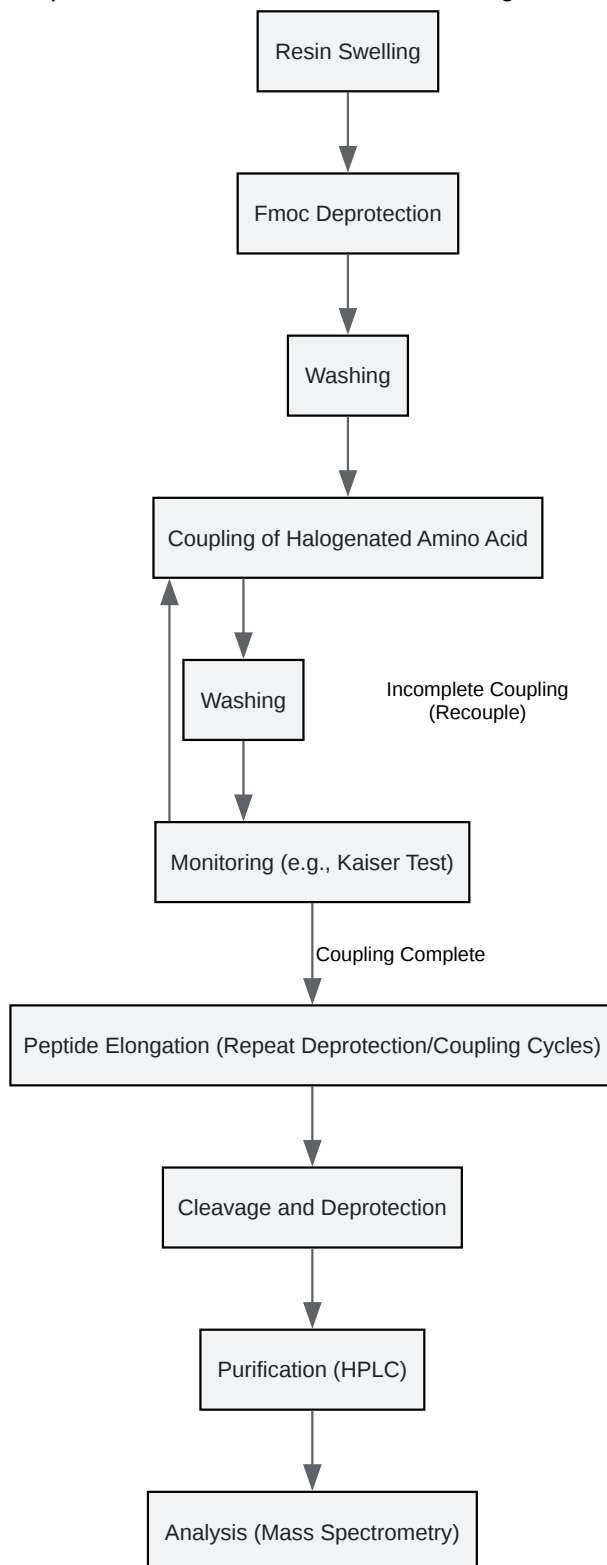 Resin Swelling
Fmoc Deprotection
Washing
Coupling of Halogenated Amino Acid
Washing
Incomplete Coupling
(Recouple)
Monitoring (e.g., Kaiser Test)
Coupling Complete
Peptide Elongation (Repeat Deprotection/Coupling Cycles)
Cleavage and Deprotection
Purification (HPLC)
Analysis (Mass Spectrometry)